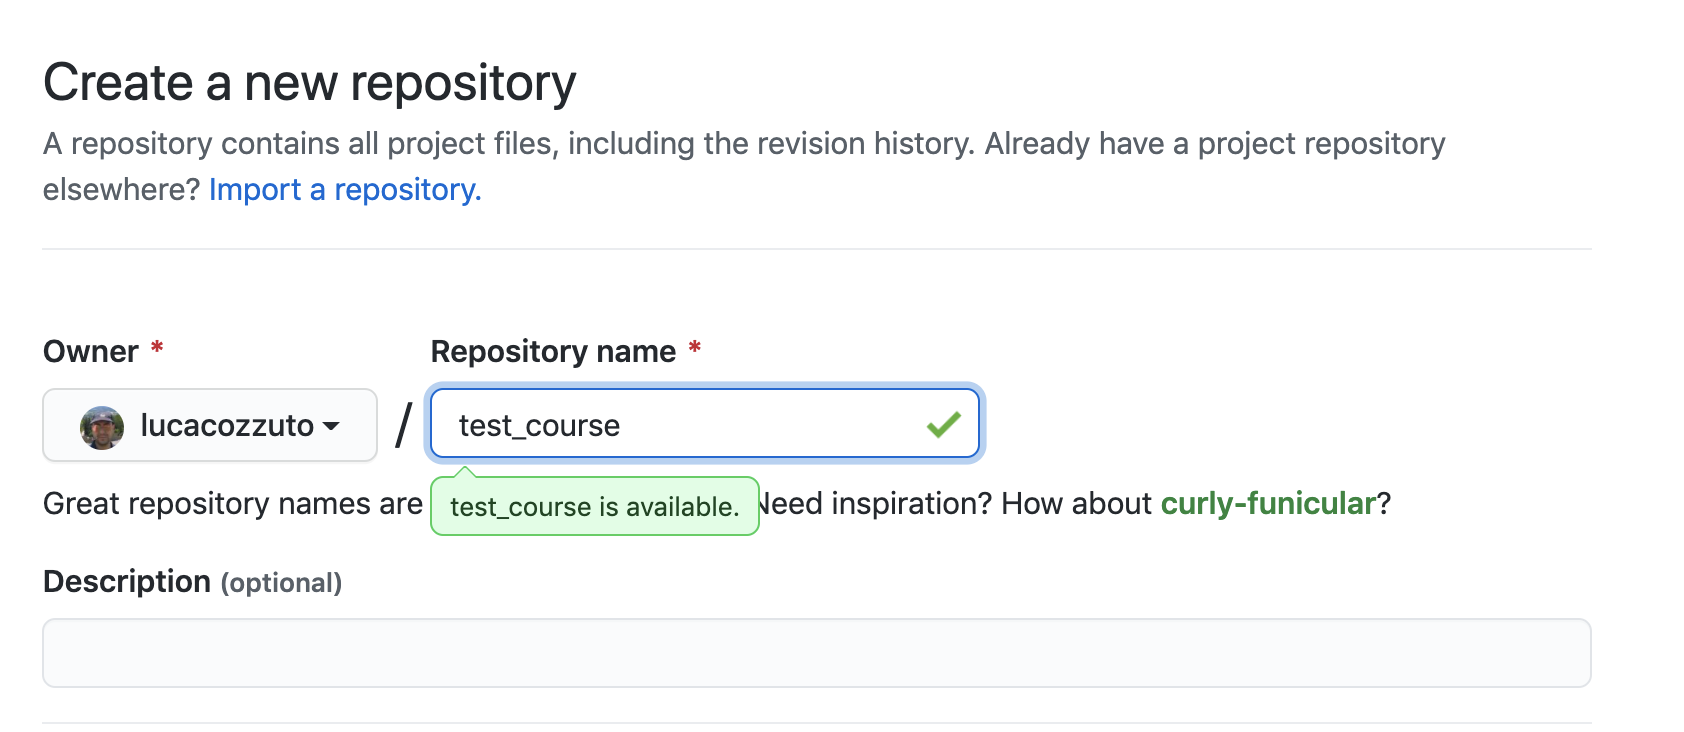 Create a new repository
A repository contains all project files, including the revision history. Already have a project repository
elsewhere? Import a repository.
Owner * Repository name *
lucacozzuto / test_course
Great repository names are test_course is available. Need inspiration? How about curly-funicular?
Description (optional)